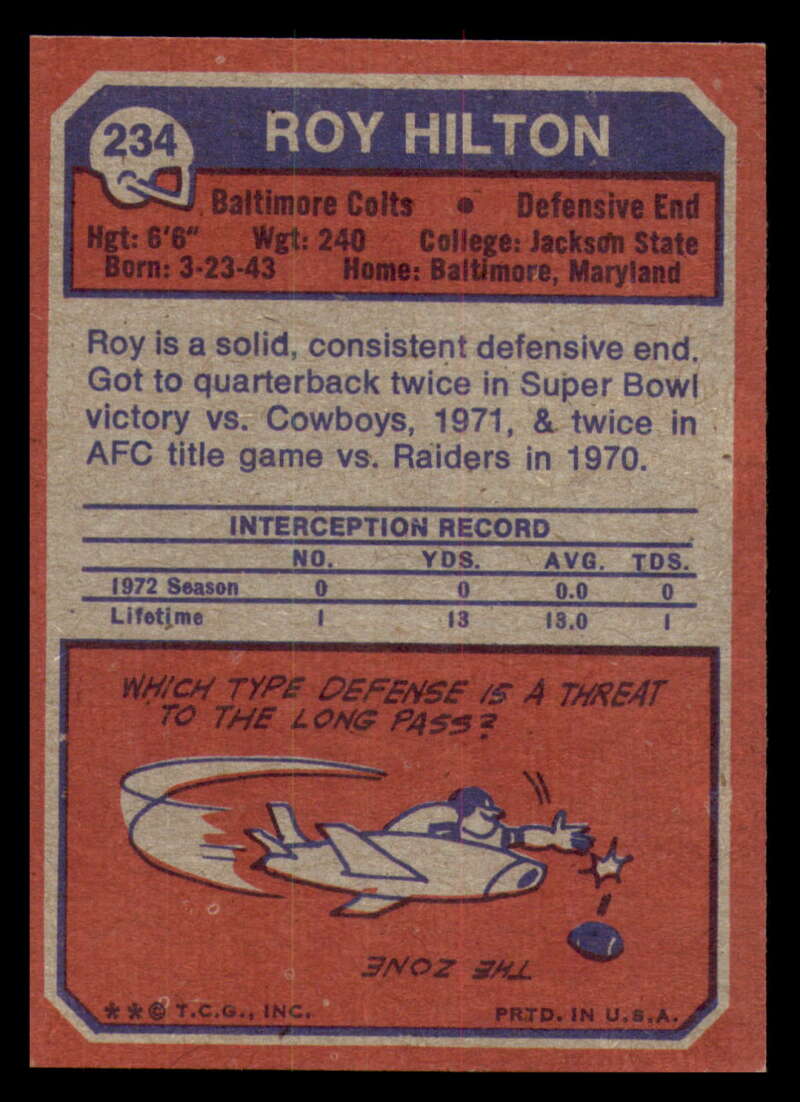 234
ROY HILTON
Baltimore Colts • Defensive End
Hgt: 6'6" Wgt: 240 College: Jackson State
Born: 3-23-43 Home: Baltimore, Maryland
Roy is a solid, consistent defensive end.
Got to quarterback twice in Super Bowl
victory vs. Cowboys, 1971, & twice in
AFC title game vs. Raiders in 1970.
INTERCEPTION RECORD
NO. YDS. AVG. TDS.
1972 Season 0 0 0.0 0
Lifetime 1 13 13.0 1
WHICH TYPE DEFENSE IS A THREAT
TO THE LONG PASS?
THE ZONE
**© T.C.G., INC. PRTD. IN U.S.A.